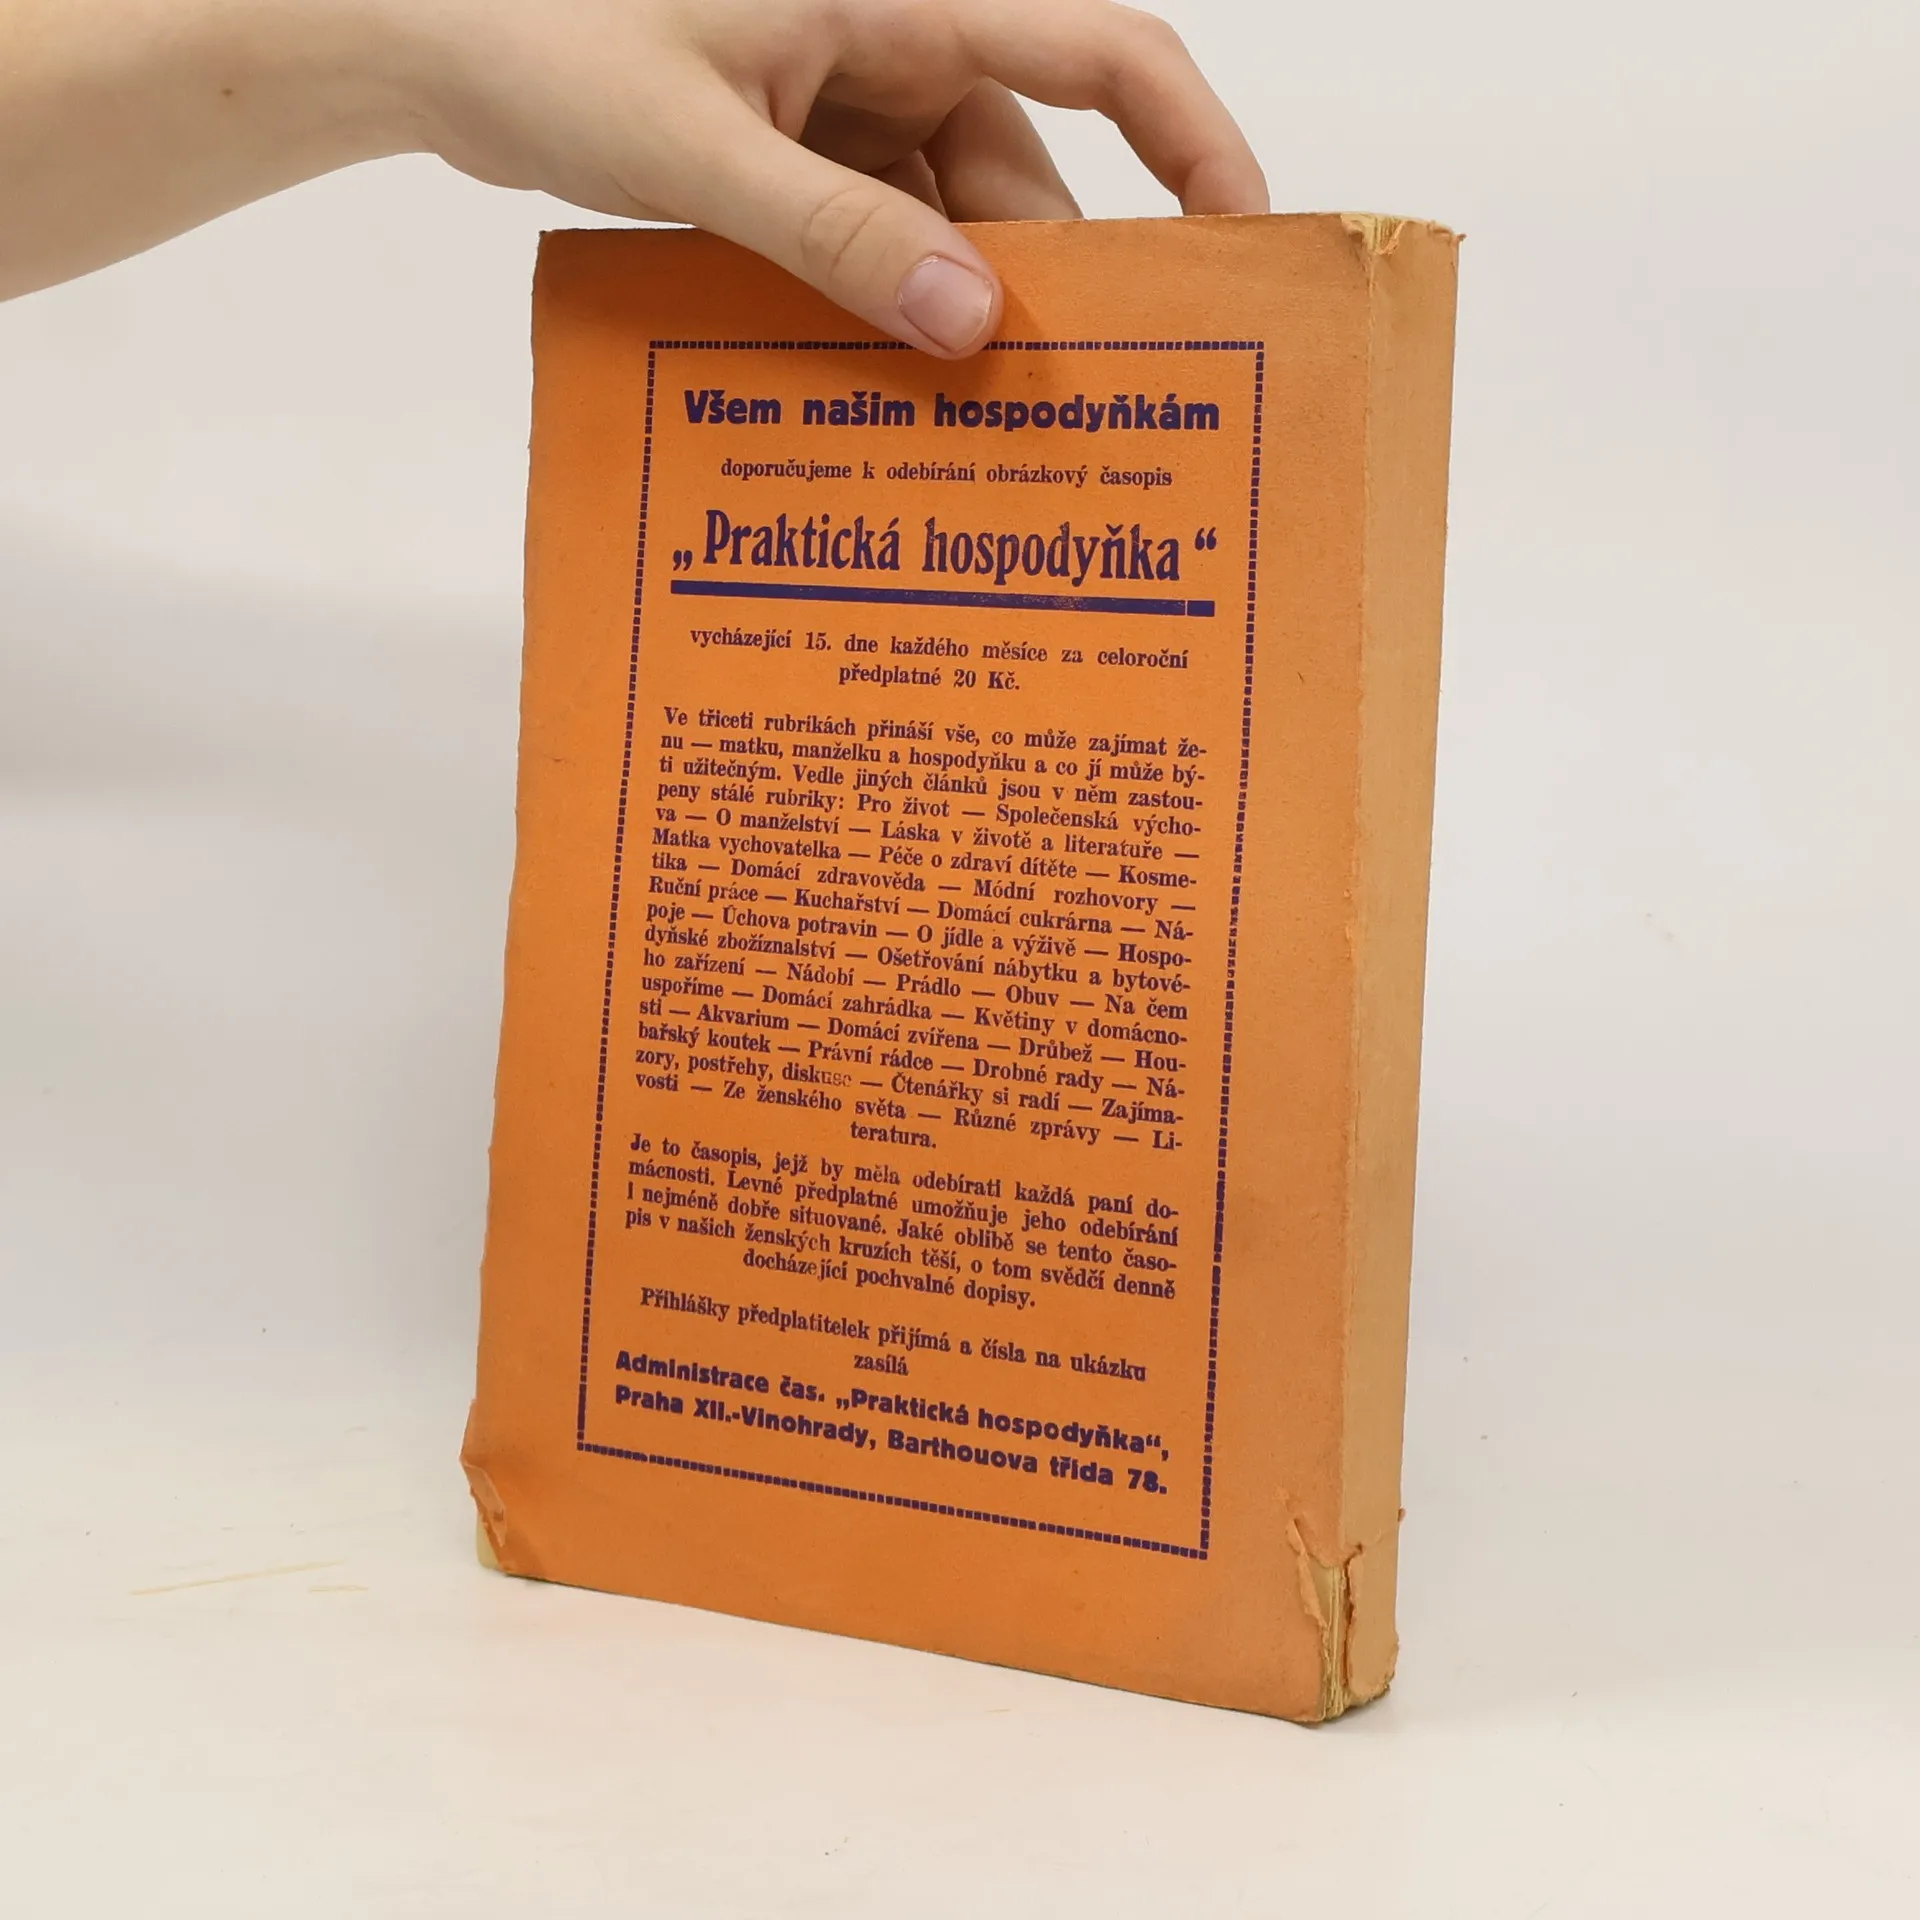 Všem našim hospodyňkám
doporučujeme k odebírání obrázkový časopis
„Praktická hospodyňka“
vycházející 15. dne každého měsíce za celoroční
předplatné 20 Kč.
Ve třiceti rubrikách přináší vše, co může zajímat že-
nu — matku, manželku a hospodyňku a co jí může bý-
ti užitečným. Vedle jiných článků jsou v něm zastou-
peny stálé rubriky: Pro život — Společenská výcho-
va — O manželství — Láska v životě a literatuře —
Matka vychovatelka — Péče o zdraví dítěte — Kosme-
tika — Domácí zdravověda — Módní rozhovory —
Ruční práce — Kuchařství — Domácí cukrárna — Ná-
poje — Úchova potravin — O jídle a výživě — Hospo-
dyňské zbožíznalství — Ošetřování nábytku a bytové-
ho zařízení — Nádobí — Prádlo — Obuv — Na čem
uspoříme — Domácí zahrádka — Květiny v domácno-
sti — Akvarium — Domácí zvířena — Drůbež — Hou-
bařský koutek — Právní rádce — Drobné rady — Ná-
zory, postřehy, diskuse — Čtenářky si radí — Zajíma-
vosti — Ze ženského světa — Různé zprávy — Li-
teratura.
Je to časopis, jejž by měla odebírati každá paní do-
mácnosti. Levné předplatné umožňuje jeho odebírání
I nejméně dobře situované. Jaké oblibě se tento časo-
pis v našich ženských kruzích těší, o tom svědčí denně
docházející pochvalné dopisy.
Přihlášky předplatitelek přijímá a čísla na ukázku
zasílá
Administrace čas. „Praktická hospodyňka“,
Praha XII.-Vinohrady, Barthouova třída 78.